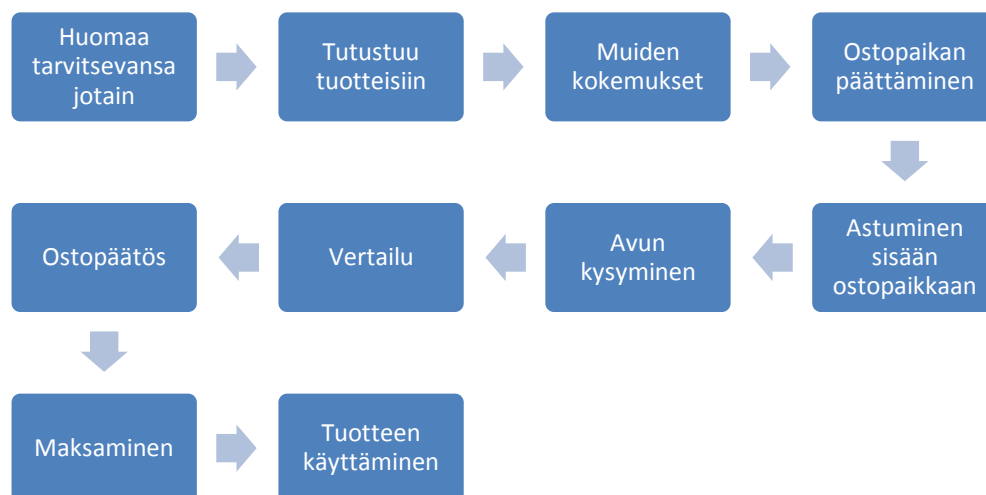 Huomaa
tarvitsevansa
jotain
Tutustuu
tuotteisiin
Muiden
kokemukset
Ostopaikan
päättäminen
Astuminen
sisään
ostopaikkaan
Avun
kysyminen
Vertailu
Ostopäätös
Maksaminen
Tuotteen
käyttäminen